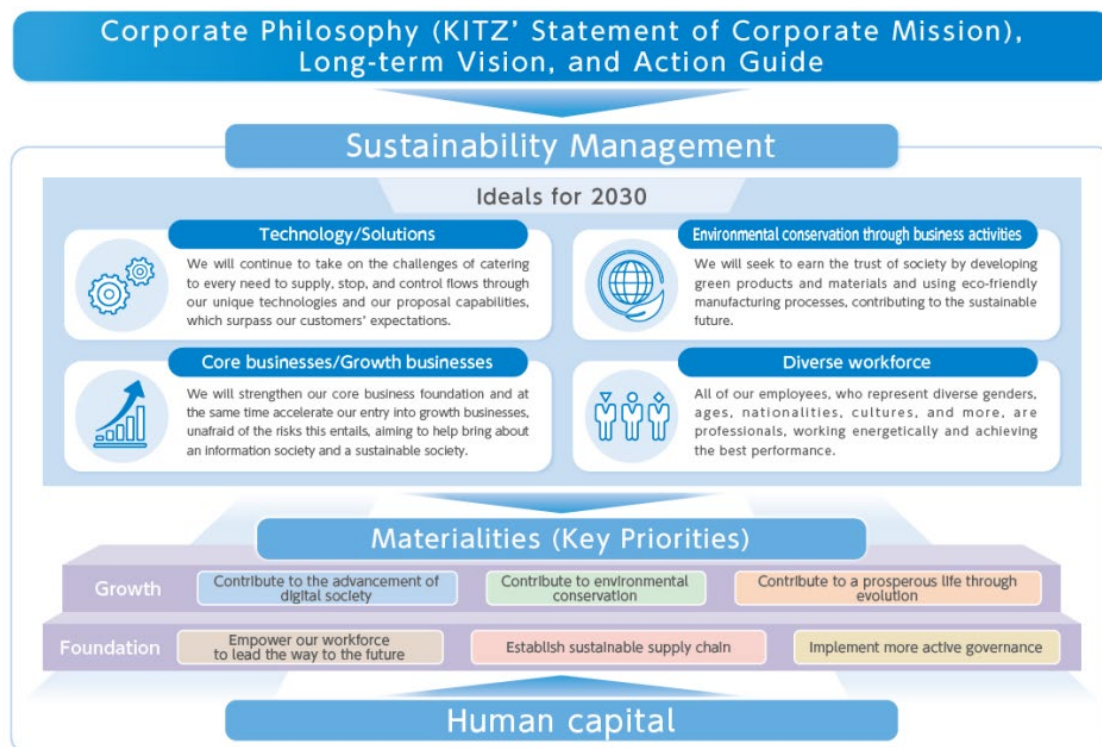 Corporate Philosophy (KITZ’ Statement of Corporate Mission),
Long-term Vision, and Action Guide
Sustainability Management
Ideals for 2030
Technology/Solutions
We will continue to take on the challenges of catering
to every need to supply, stop, and control flows through
our unique technologies and our proposal capabilities,
which surpass our customers’ expectations.
Environmental conservation through business activities
We will seek to earn the trust of society by developing
green products and materials and using eco-friendly
manufacturing processes, contributing to the sustainable
future.
Core businesses/Growth businesses
We will strengthen our core business foundation and at
the same time accelerate our entry into growth businesses,
unafraid of the risks this entails, aiming to help bring about
an information society and a sustainable society.
Diverse workforce
All of our employees, who represent diverse genders,
ages, nationalities, cultures, and more, are
professionals, working energetically and achieving
the best performance.
Materialities (Key Priorities)
Growth
Contribute to the advancement of
digital society
Contribute to environmental
conservation
Contribute to a prosperous life through
evolution
Foundation
Empower our workforce
to lead the way to the future
Establish sustainable supply chain
Implement more active governance
Human capital